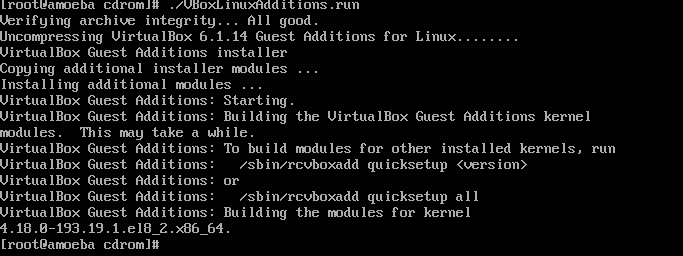 [root@amoeba cdrom]# ./VBoxLinuxAdditions.run
Verifying archive integrity... All good.
Uncompressing VirtualBox 6.1.14 Guest Additions for Linux........
VirtualBox Guest Additions installer
Copying additional installer modules ...
Installing additional modules ...
VirtualBox Guest Additions: Starting.
VirtualBox Guest Additions: Building the VirtualBox Guest Additions kernel
modules.  This may take a while.
VirtualBox Guest Additions: To build modules for other installed kernels, run
VirtualBox Guest Additions:   /sbin/rcvboxadd quicksetup <version>
VirtualBox Guest Additions: or
VirtualBox Guest Additions:   /sbin/rcvboxadd quicksetup all
VirtualBox Guest Additions: Building the modules for kernel
4.18.0-193.19.1.el8_2.x86_64.
[root@amoeba cdrom]#